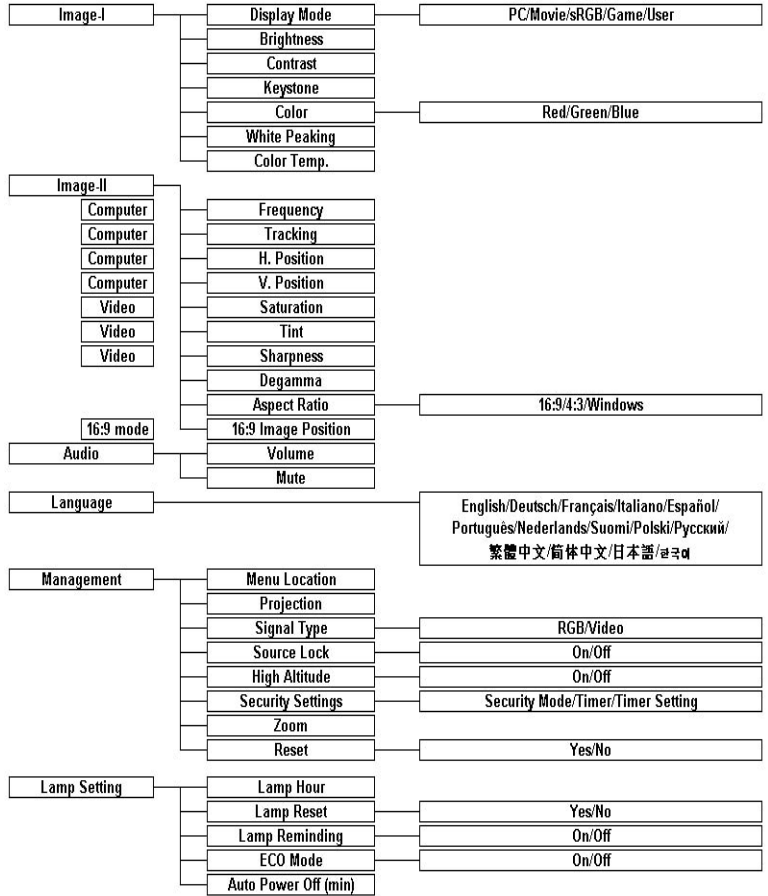 Image-I Display Mode PC/Movie/sRGB/Game/User
Brightness
Contrast
Keystone
Color Red/Green/Blue
White Peaking
Color Temp.
Image-II
Computer Frequency
Computer Tracking
Computer H. Position
Computer V. Position
Video Saturation
Video Tint
Video Sharpness
Degamma
Aspect Ratio 16:9/4:3/Windows
16:9 mode 16:9 Image Position
Audio Volume
Mute
Language English/Deutsch/Français/Italiano/Español/
Português/Nederlands/Suomi/Polski/Русский/
繁體中文/简体中文/日本語/한국어
Management Menu Location
Projection
Signal Type RGB/Video
Source Lock On/Off
High Altitude On/Off
Security Settings Security Mode/Timer/Timer Setting
Zoom
Reset Yes/No
Lamp Setting Lamp Hour
Lamp Reset Yes/No
Lamp Reminding On/Off
ECO Mode On/Off
Auto Power Off (min)